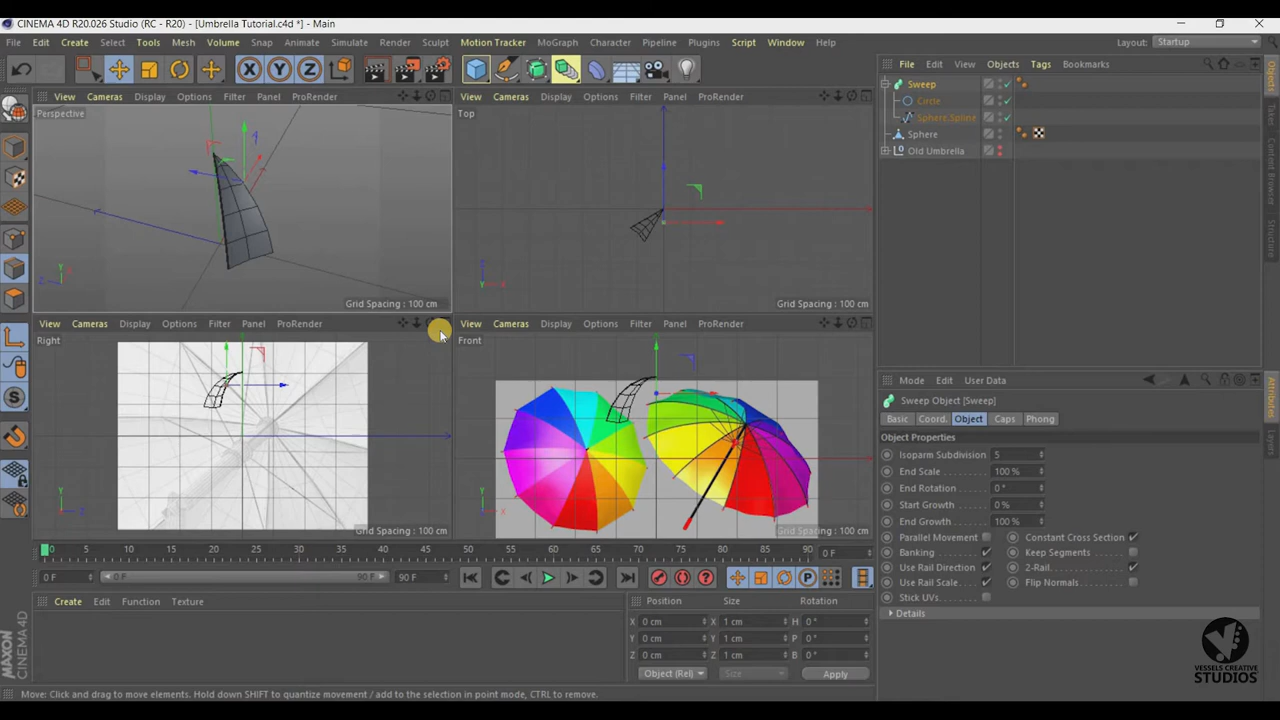 CINEMA 4D R20.026 Studio (RC - R20) - [Umbrella Tutorial.c4d *] - Main
File Edit Create Select Tools Mesh Volume Snap Animate Simulate Render Sculpt Motion Tracker MoGraph Character Pipeline Plugins Script Window Help Layout: Startup
File Edit View Objects Tags Bookmarks
View Cameras Display Options Filter Panel ProRender
View Cameras Display Options Filter Panel ProRender
Perspective
Top
Sweep
Circle
Sphere.Spline
Sphere
Old Umbrella
Objects
Takes
Content Browser
Structure
Grid Spacing : 100 cm
Grid Spacing : 100 cm
View Cameras Display Options Filter Panel ProRender
View Cameras Display Options Filter Panel ProRender
Right
Front
Grid Spacing : 100 cm
Grid Spacing : 100 cm
Mode Edit User Data
Attributes
Layers
Sweep Object [Sweep]
Basic Coord. Object Caps Phong
Object Properties
Isoparm Subdivision 5
End Scale 100 %
End Rotation 0 °
Start Growth 0 %
End Growth 100 %
Parallel Movement Constant Cross Section
Banking Keep Segments
Use Rail Direction 2-Rail
Use Rail Scale Flip Normals
Stick UVs
Details
0 5 10 15 20 25 30 35 40 45 50 55 60 65 70 75 80 85 90 0 F
0 F 0 F 90 F 90 F
Create Edit Function Texture
Position Size Rotation
X 0 cm X 1 cm H 0 °
Y 0 cm Y 1 cm P 0 °
Z 0 cm Z 1 cm B 0 °
Object (Rel) Size Apply
MAXON CINEMA 4D
VESSELS CREATIVE
STUDIOS
Move: Click and drag to move elements. Hold down SHIFT to quantize movement / add to the selection in point mode, CTRL to remove.